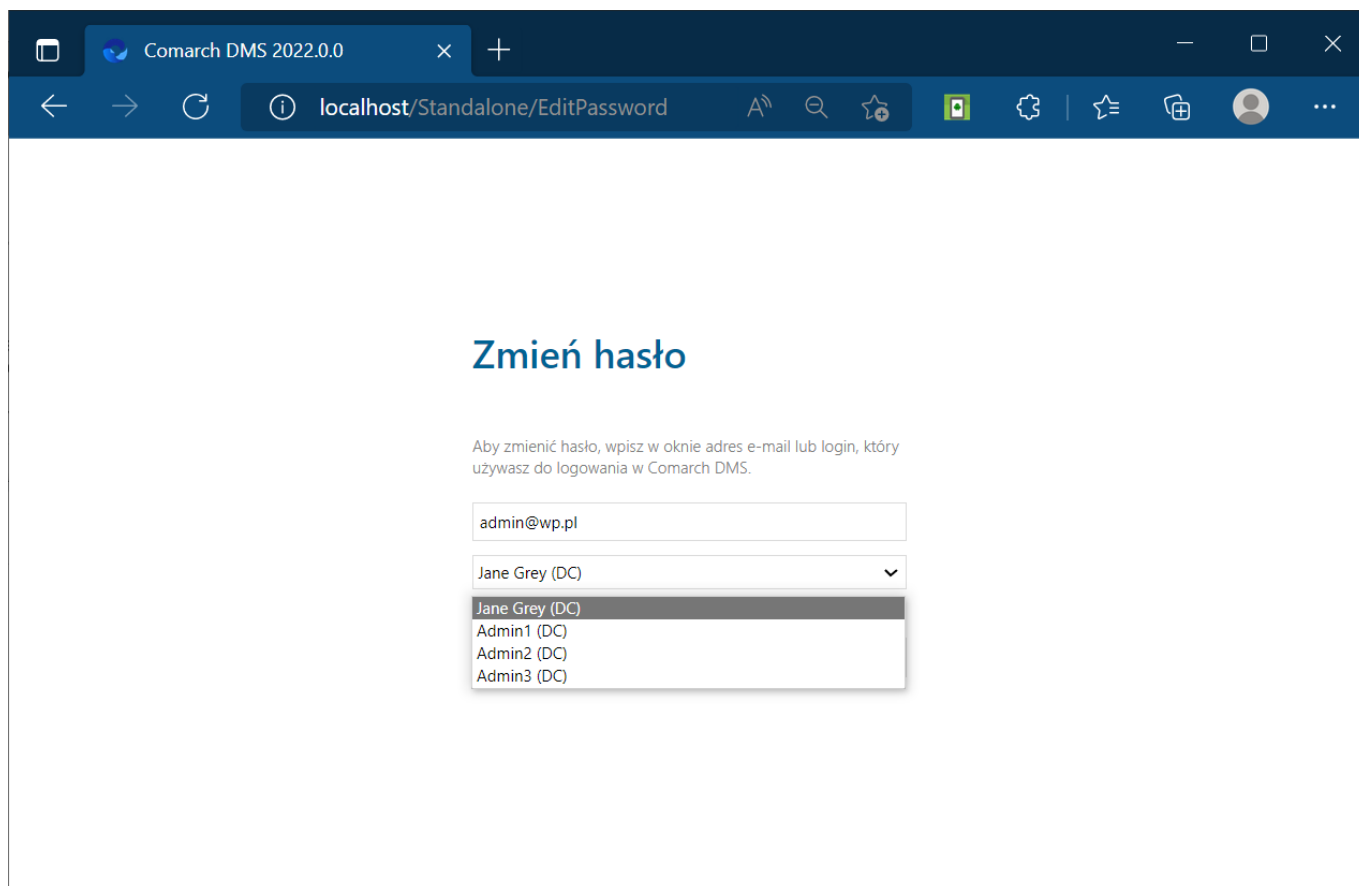 Comarch DMS 2022.0.0
localhost/Standalone/EditPassword
Zmień hasło
Aby zmienić hasło, wpisz w oknie adres e-mail lub login, który
używasz do logowania w Comarch DMS.
admin@wp.pl
Jane Grey (DC)
Jane Grey (DC)
Admin1 (DC)
Admin2 (DC)
Admin3 (DC)